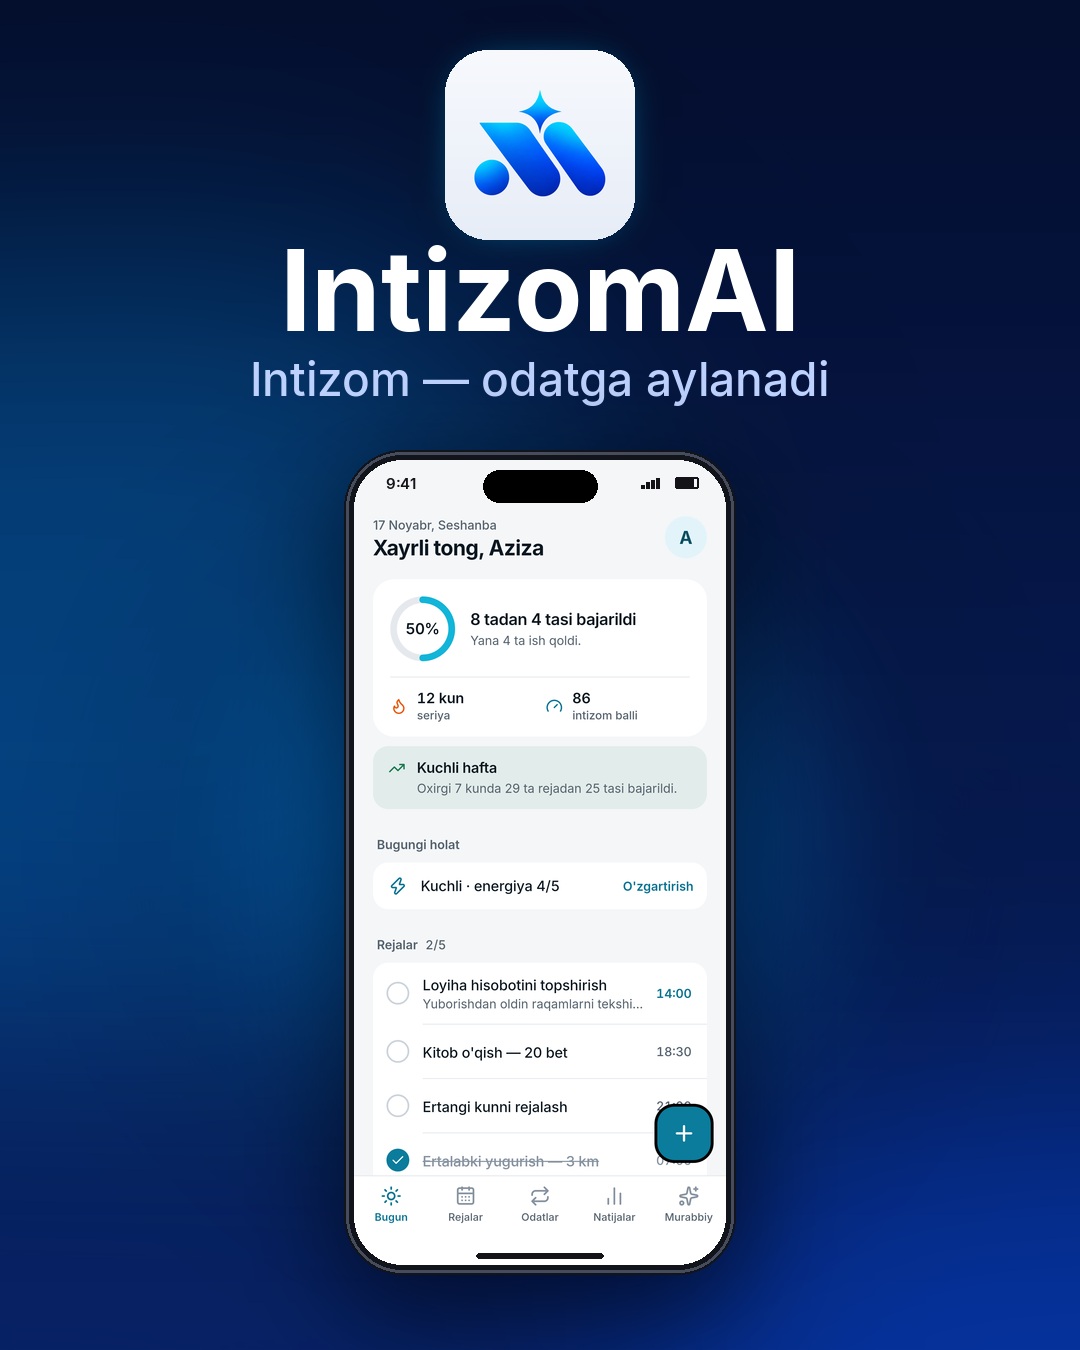 IntizomAI
Intizom — odatga aylanadi
9:41
17 Noyabr, Seshanba
Xayrli tong, Aziza
A
50%
8 tadan 4 tasi bajarildi
Yana 4 ta ish qoldi.
12 kun
seriya
86
intizom balli
Kuchli hafta
Oxirgi 7 kunda 29 ta rejadan 25 tasi bajarildi.
Bugungi holat
Kuchli · energiya 4/5
O'zgartirish
Rejalar 2/5
Loyiha hisobotini topshirish
Yuborishdan oldin raqamlarni tekshi...
14:00
Kitob o'qish — 20 bet
18:30
Ertangi kunni rejalash
Ertalabki yugurish — 3 km
Bugun
Rejalar
Odatlar
Natijalar
Murabbiy